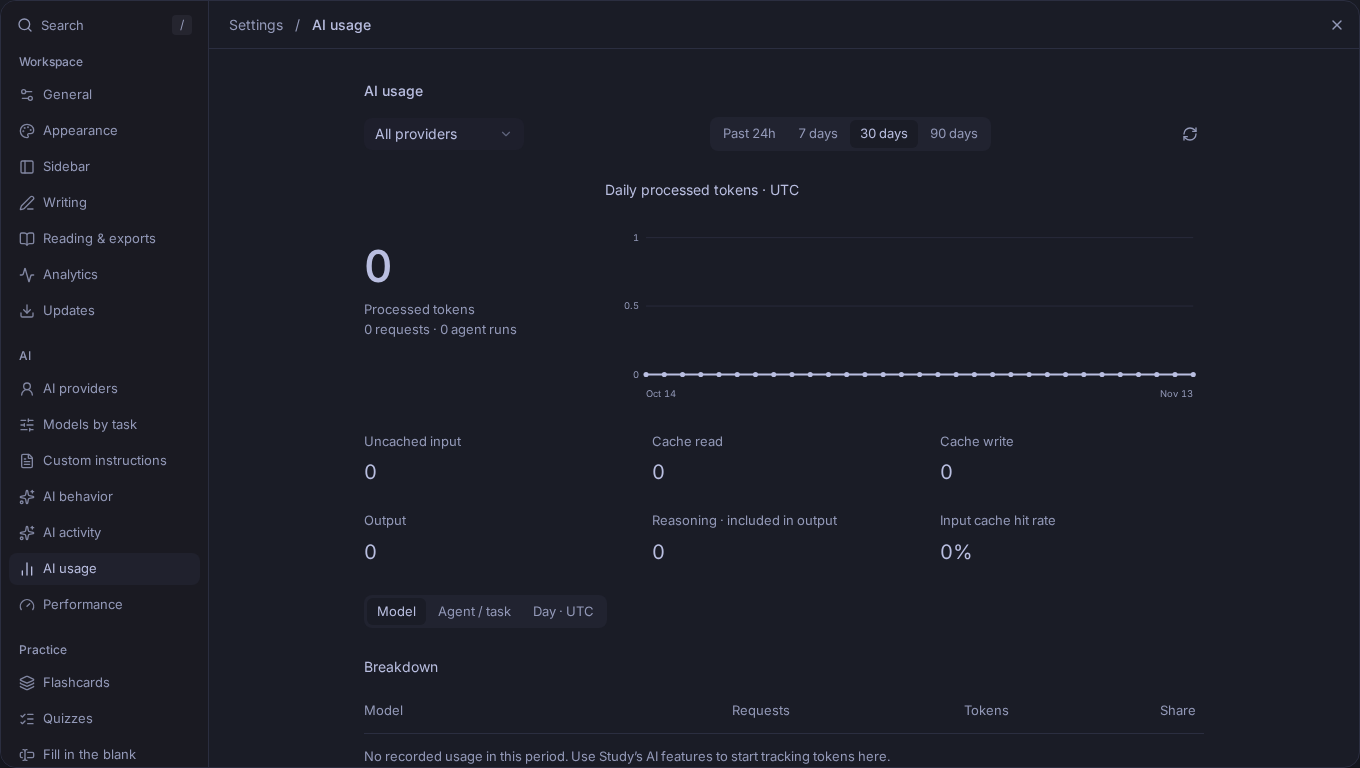 Search
/
Workspace
General
Appearance
Sidebar
Writing
Reading & exports
Analytics
Updates
AI
AI providers
Models by task
Custom instructions
AI behavior
AI activity
AI usage
Performance
Practice
Flashcards
Quizzes
Fill in the blank
Settings / AI usage
AI usage
All providers
Past 24h 7 days 30 days 90 days
Daily processed tokens · UTC
0
Processed tokens
0 requests · 0 agent runs
1
0.5
0
Oct 14 Nov 13
Uncached input Cache read Cache write
0 0 0
Output Reasoning · included in output Input cache hit rate
0 0 0%
Model Agent / task Day · UTC
Breakdown
Model Requests Tokens Share
No recorded usage in this period. Use Study's AI features to start tracking tokens here.